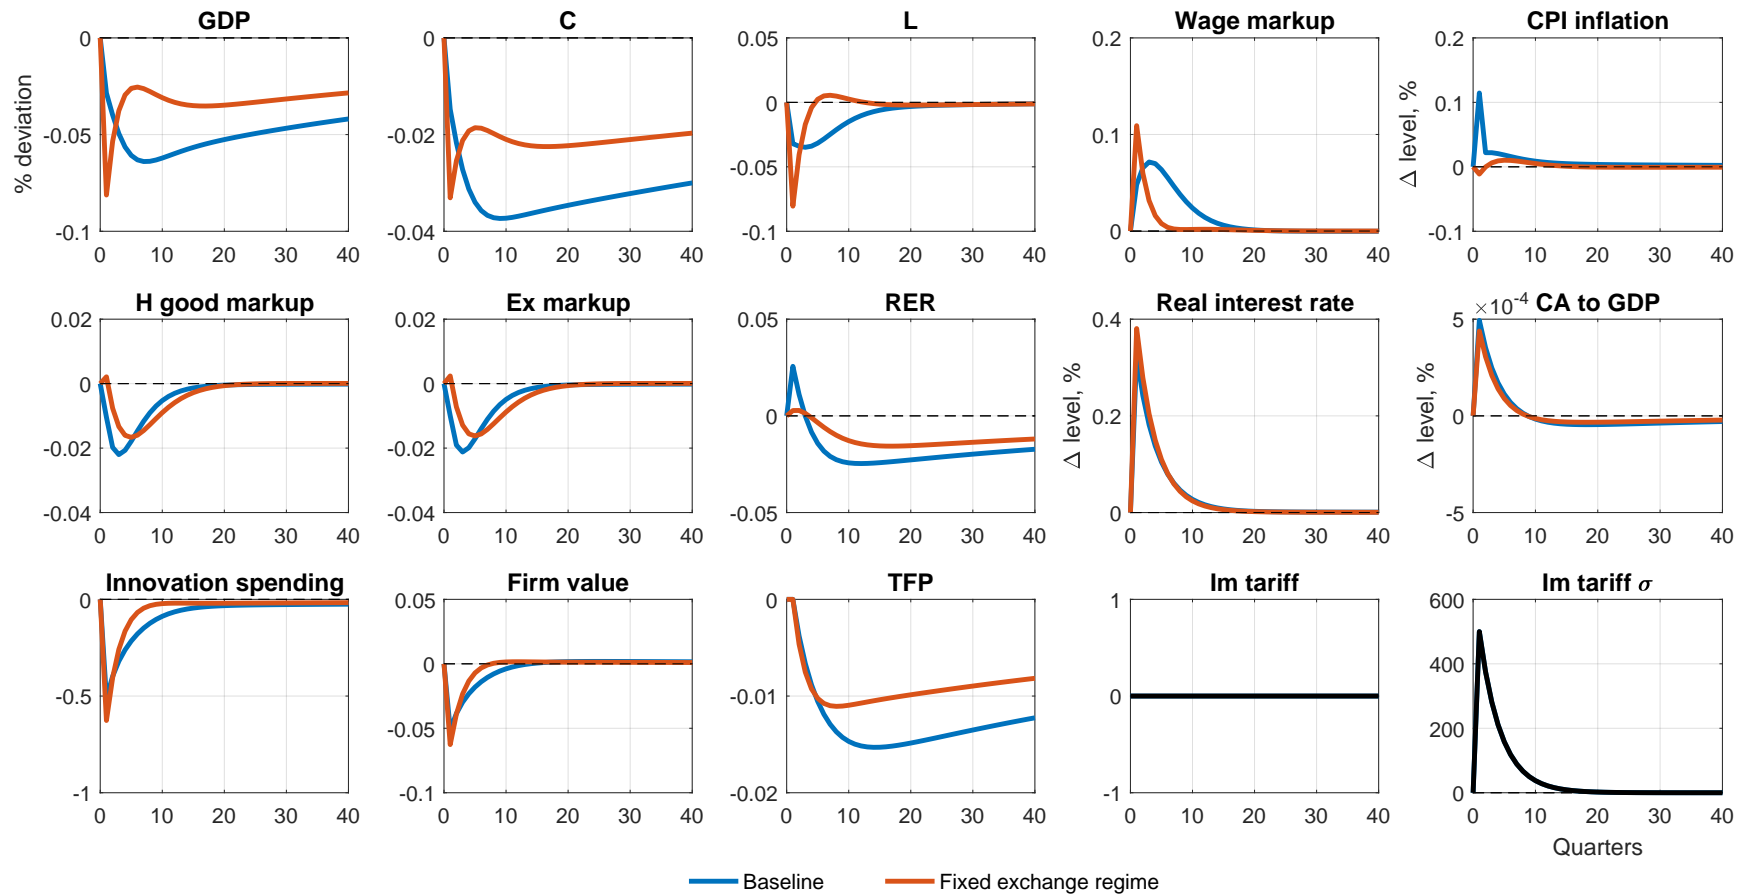 GDP
C
L
Wage markup
CPI inflation
% deviation
0
-0.05
-0.1
0 10 20 30 40
0
-0.02
-0.04
0 10 20 30 40
0.05
0
-0.05
-0.1
0 10 20 30 40
0.2
0.1
0
0 10 20 30 40
Δ level, %
0.2
0.1
0
-0.1
0 10 20 30 40
H good markup
Ex markup
RER
Real interest rate
×10-4 CA to GDP
0.02
0
-0.02
-0.04
0 10 20 30 40
0.02
0
-0.02
-0.04
0 10 20 30 40
0.05
0
-0.05
0 10 20 30 40
Δ level, %
0.4
0.2
0
0 10 20 30 40
Δ level, %
5
0
-5
0 10 20 30 40
Innovation spending
Firm value
TFP
Im tariff
Im tariff σ
0
-0.5
-1
0 10 20 30 40
0.05
0
-0.05
-0.1
0 10 20 30 40
0
-0.01
-0.02
0 10 20 30 40
1
0
-1
0 10 20 30 40
600
400
200
0
0 10 20 30 40
Quarters
Baseline
Fixed exchange regime